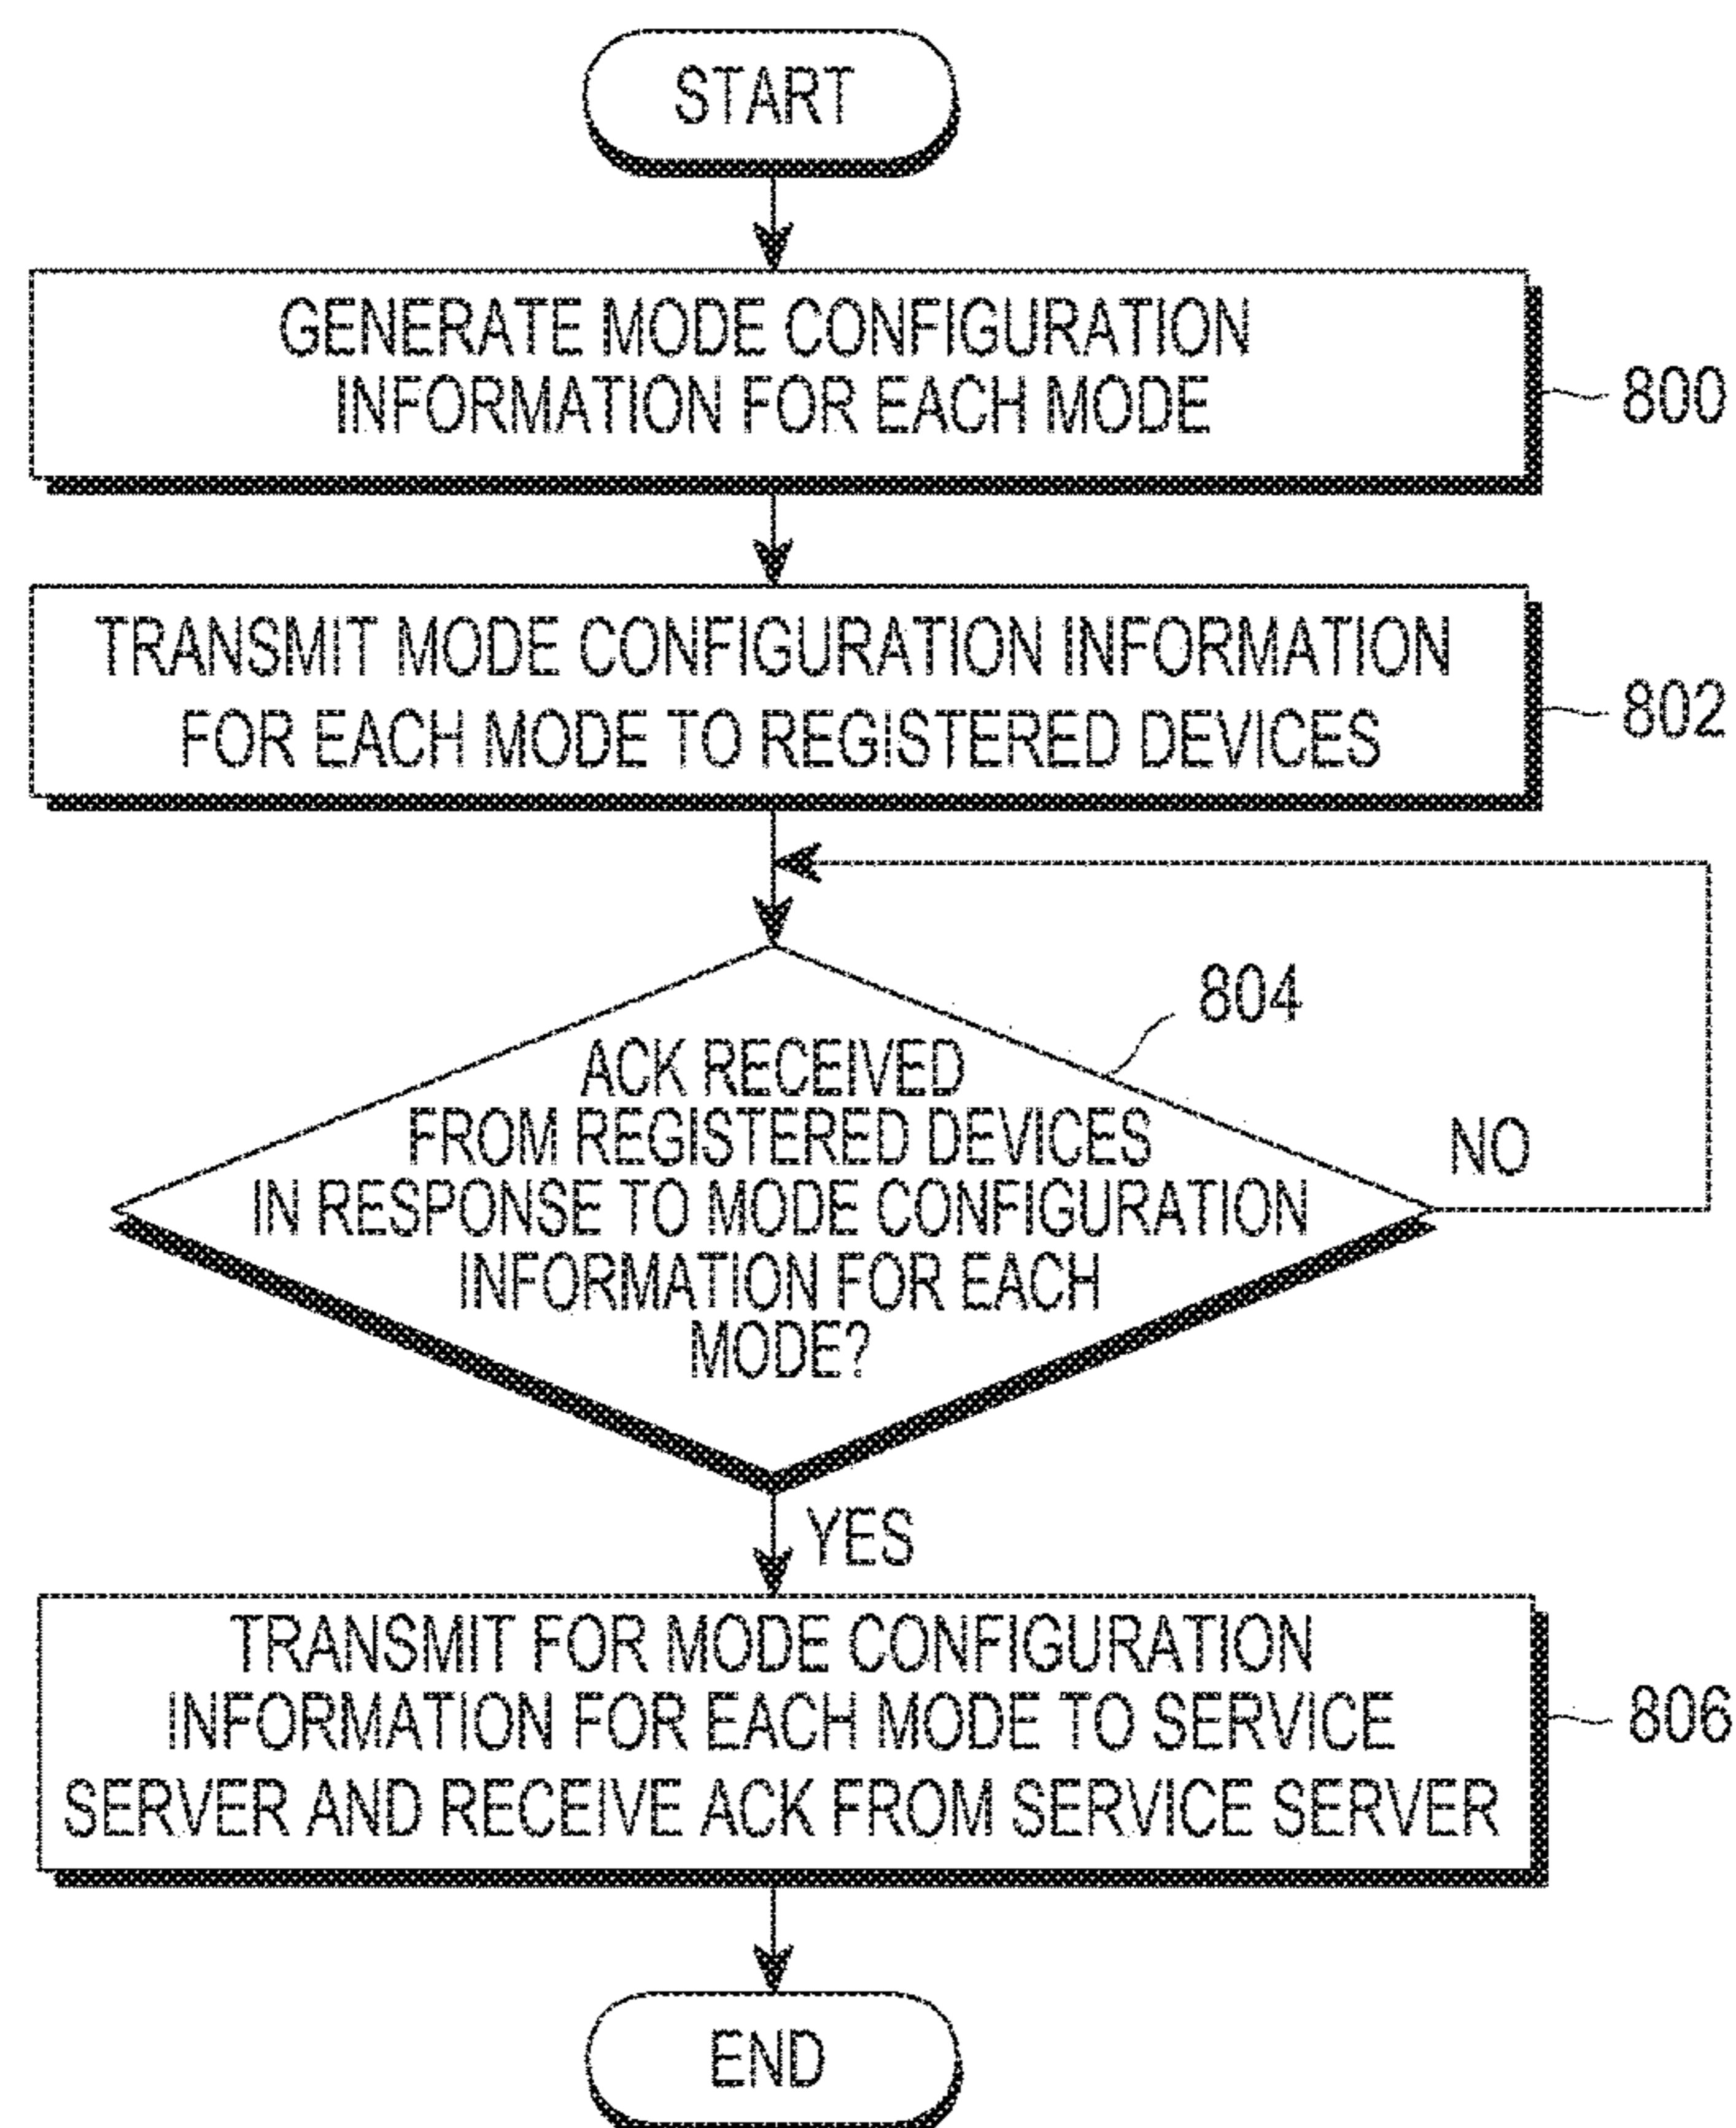 START
GENERATE MODE CONFIGURATION
INFORMATION FOR EACH MODE
800
TRANSMIT MODE CONFIGURATION INFORMATION
FOR EACH MODE TO REGISTERED DEVICES
802
804
ACK RECEIVED
FROM REGISTERED DEVICES
IN RESPONSE TO MODE CONFIGURATION
INFORMATION FOR EACH
MODE?
NO
YES
TRANSMIT FOR MODE CONFIGURATION
INFORMATION FOR EACH MODE TO SERVICE
SERVER AND RECEIVE ACK FROM SERVICE SERVER
806
END